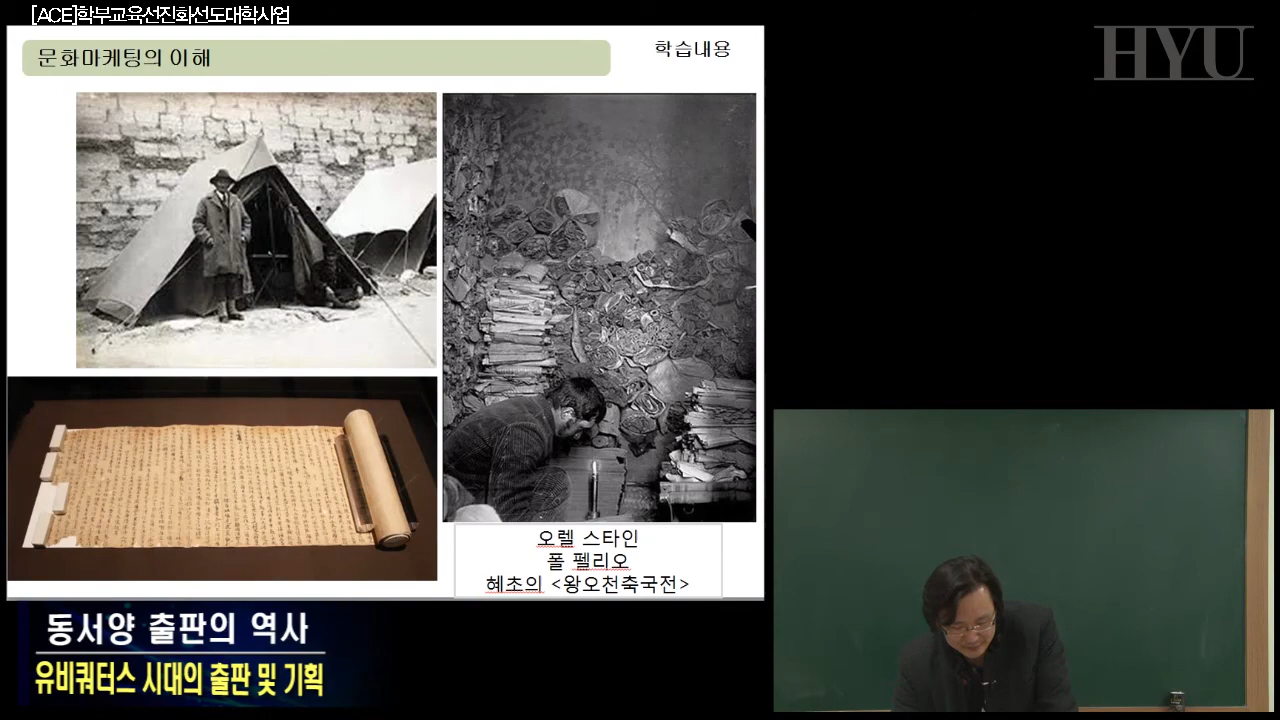 [ACE]학부교육선진화선도대학사업
문화마케팅의 이해
학습내용
HYU
오렐 스타인
폴 펠리오
혜초의 <왕오천축국전>
동서양 출판의 역사
유비쿼터스 시대의 출판 및 기획